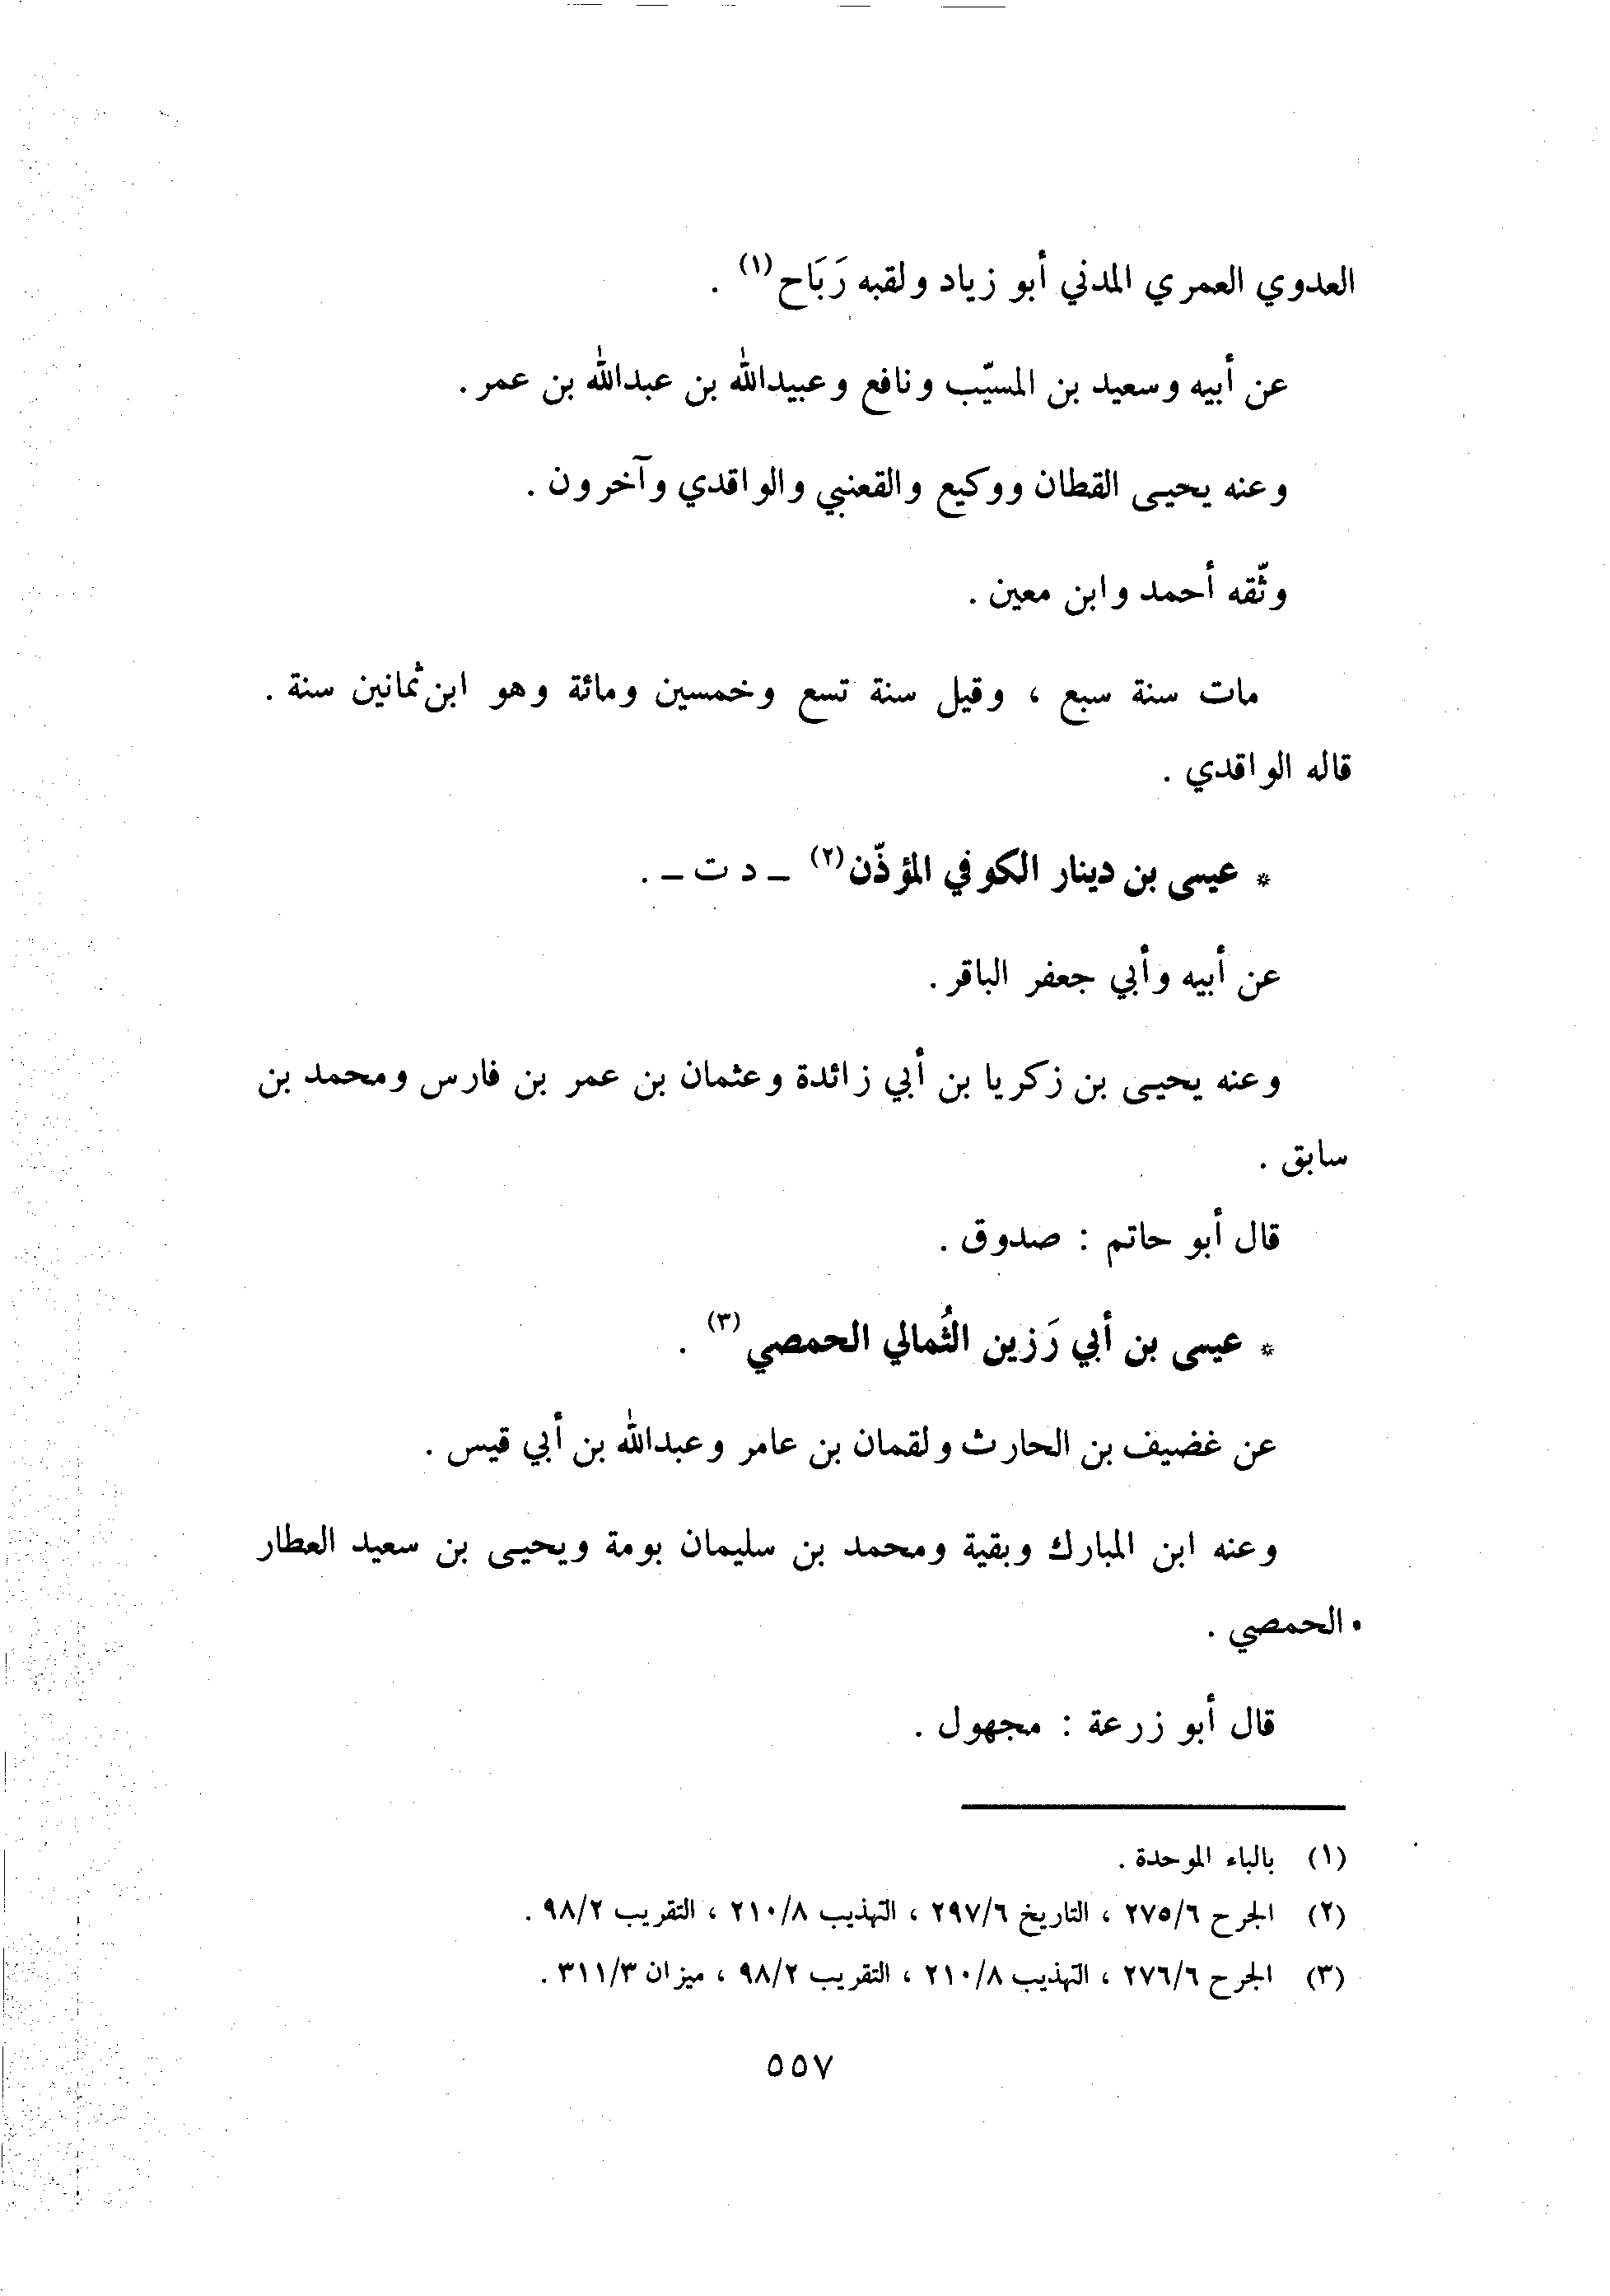 العدوي العمري المدني أبو زياد ولقبه رَبَاح (١) .
عن أبيه وسعيد بن المسيّب ونافع وعبيدالله بن عبدالله بن عمر .
وعنه يحيى القطان ووكيع والقعنبي والواقدي وآخرون .
وثّقه أحمد وابن معين .
مات سنة سبع ، وقيل سنة تسع وخمسين ومائة وهو ابن ثمانين سنة .
قاله الواقدي .
* عيسى بن دينار الكوفي المؤذّن (٢) ــ د ت ــ .
عن أبيه وأبي جعفر الباقر .
وعنه يحيى بن زكريا بن أبي زائدة وعثمان بن عمر بن فارس ومحمد بن
سابق .
قال أبو حاتم : صدوق .
* عيسى بن أبي رَزين الثُمالي الحمصي (٣) .
عن غضيف بن الحارث ولقمان بن عامر وعبدالله بن أبي قيس .
وعنه ابن المبارك وبقية ومحمد بن سليمان بومة ويحيى بن سعيد العطار
الحمصي .
قال أبو زرعة : مجهول .
(١) بالباء الموحدة .
(٢) الجرح ٢٧٥/٦ ، التاريخ ٢٩٧/٦ ، التهذيب ٢١٠/٨ ، التقريب ٩٨/٢ .
(٣) الجرح ٢٧٦/٦ ، التهذيب ٢١٠/٨ ، التقريب ٩٨/٢ ، ميزان ٣١١/٣ .
٥٥٧